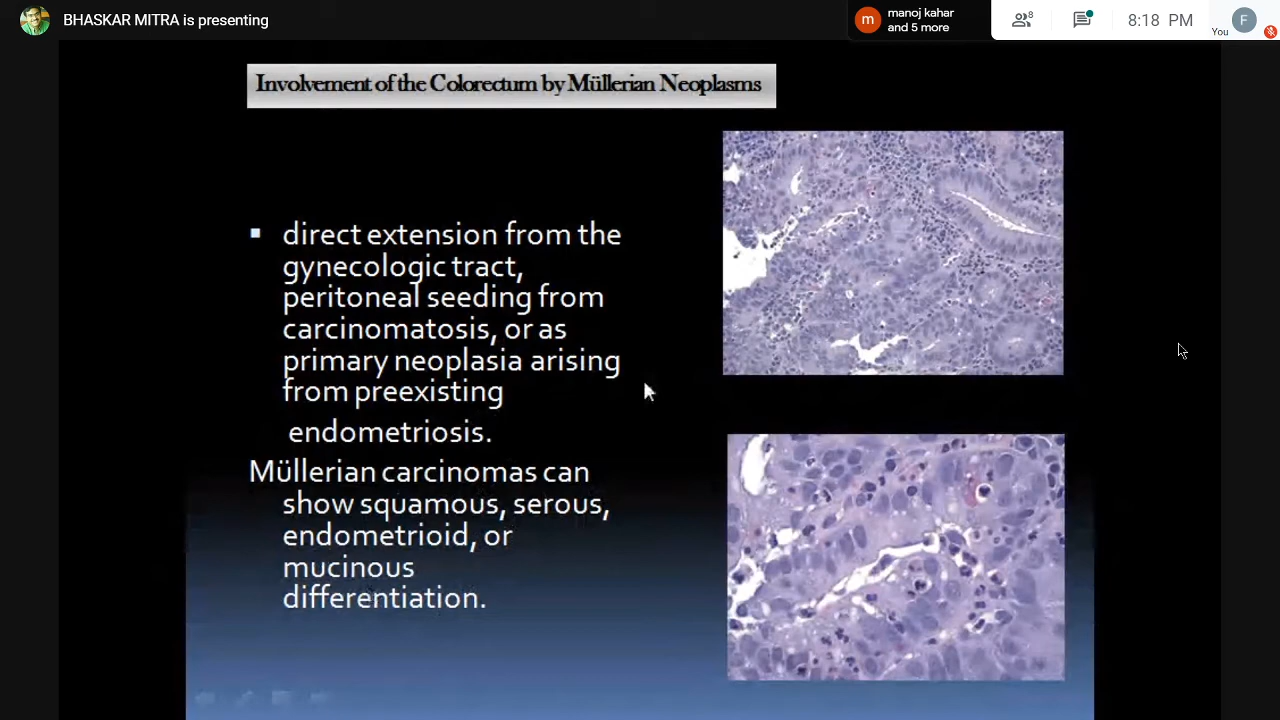 BHASKAR MITRA is presenting
m
manoj kahar
and 5 more
8
8:18 PM
You
F
Involvement of the Colorectum by Müllerian Neoplasms
▪ direct extension from the
gynecologic tract,
peritoneal seeding from
carcinomatosis, or as
primary neoplasia arising
from preexisting
endometriosis.
Müllerian carcinomas can
show squamous, serous,
endometrioid, or
mucinous
differentiation.